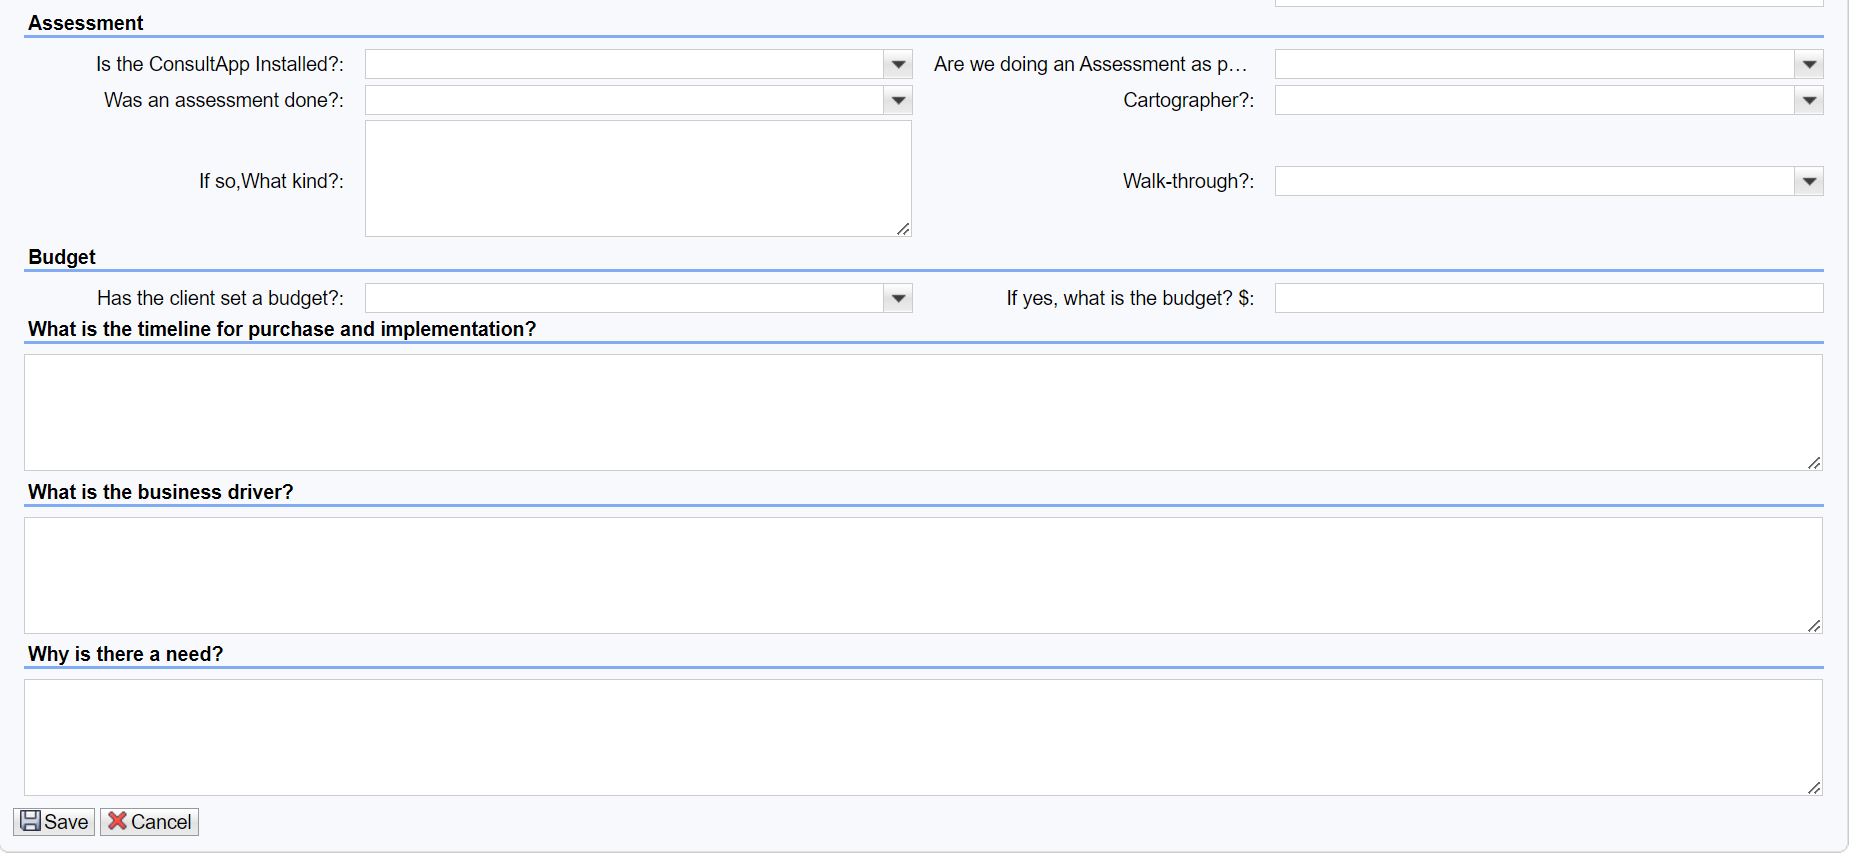 Assessment
Is the ConsultApp Installed?:
Are we doing an Assessment as p...
Was an assessment done?:
Cartographer?:
If so,What kind?:
Walk-through?:
Budget
Has the client set a budget?:
If yes, what is the budget? $:
What is the timeline for purchase and implementation?
What is the business driver?
Why is there a need?
Save
Cancel